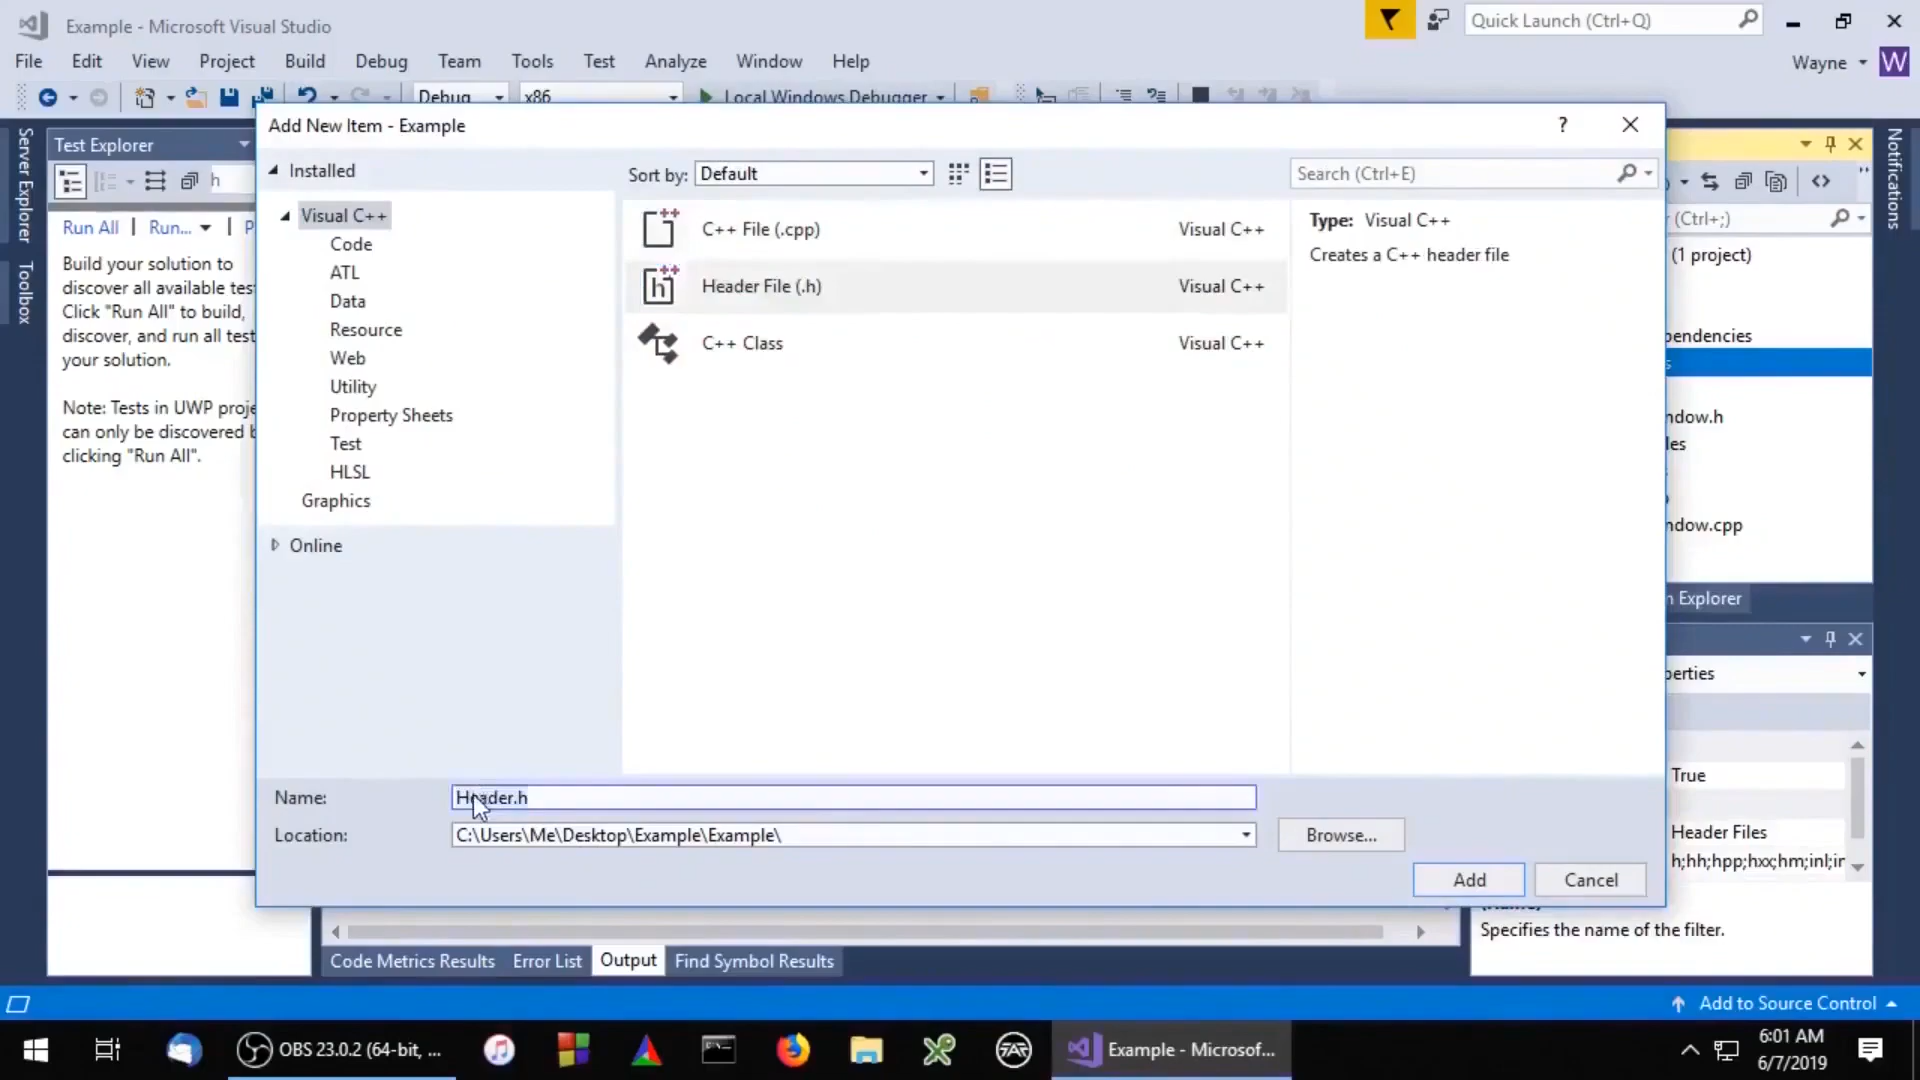 Example - Microsoft Visual Studio
Quick Launch (Ctrl+Q)
File Edit View Project Build Debug Team Tools Test Analyze Window Help
Wayne W
Debug x86 Local Windows Debugger
Server Explorer
Toolbox
Test Explorer
h
Run All | Run... | P
Build your solution to
discover all available tes
Click "Run All" to build,
discover, and run all test
your solution.
Note: Tests in UWP proje
can only be discovered b
clicking "Run All".
Add New Item - Example
?
Installed
Visual C++
Code
ATL
Data
Resource
Web
Utility
Property Sheets
Test
HLSL
Graphics
Online
Sort by: Default
Search (Ctrl+E)
C++ File (.cpp) Visual C++
Header File (.h) Visual C++
C++ Class Visual C++
Type: Visual C++
Creates a C++ header file
Name: Header.h
Location: C:\Users\Me\Desktop\Example\Example\
Browse...
Add Cancel
Notifications
(Ctrl+;)
(1 project)
pendencies
s
ndow.h
les
ndow.cpp
n Explorer
perties
True
Header Files
h;hh;hpp;hxx;hm;inl;in
Specifies the name of the filter.
Code Metrics Results Error List Output Find Symbol Results
Add to Source Control
OBS 23.0.2 (64-bit, ...
FAR
Example - Microsof...
6:01 AM
6/7/2019